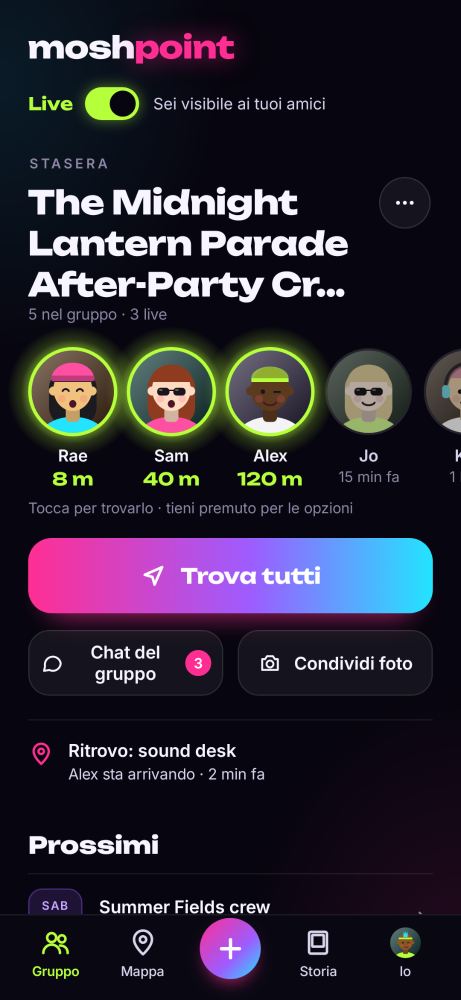 moshpoint
Live
Sei visibile ai tuoi amici
STASERA
The Midnight
Lantern Parade
After-Party Cr...
5 nel gruppo · 3 live
Rae
Sam
Alex
Jo
8 m
40 m
120 m
15 min fa
Tocca per trovarlo · tieni premuto per le opzioni
Trova tutti
Chat del
gruppo
3
Condividi foto
Ritrovo: sound desk
Alex sta arrivando · 2 min fa
Prossimi
SAB
Summer Fields crew
Gruppo
Mappa
Storia
Io